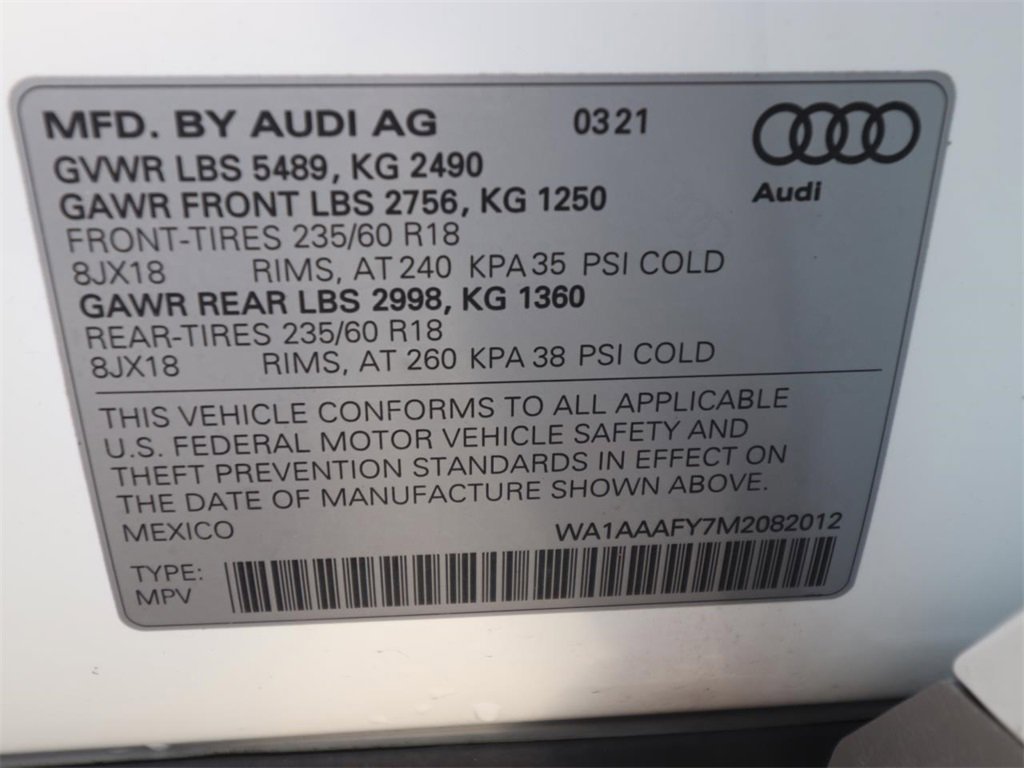 MFD. BY AUDI AG 0321
Audi
GVWR LBS 5489, KG 2490
GAWR FRONT LBS 2756, KG 1250
FRONT-TIRES 235/60 R18
8JX18 RIMS, AT 240 KPA 35 PSI COLD
GAWR REAR LBS 2998, KG 1360
REAR-TIRES 235/60 R18
8JX18 RIMS, AT 260 KPA 38 PSI COLD
THIS VEHICLE CONFORMS TO ALL APPLICABLE
U.S. FEDERAL MOTOR VEHICLE SAFETY AND
THEFT PREVENTION STANDARDS IN EFFECT ON
THE DATE OF MANUFACTURE SHOWN ABOVE.
MEXICO WA1AAAFY7M2082012
TYPE:
MPV